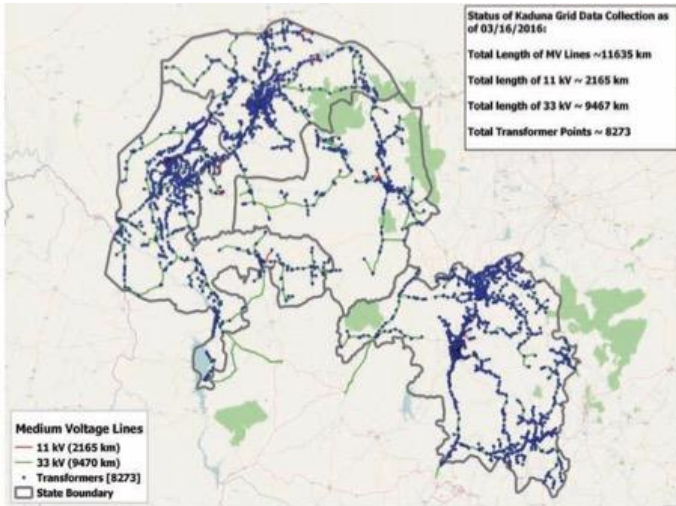 Status of Kaduna Grid Data Collection as
of 03/16/2016:
Total Length of MV Lines ~11635 km
Total length of 11 kV ~ 2165 km
Total length of 33 kV ~ 9467 km
Total Transformer Points ~ 8273
Medium Voltage Lines
11 kV (2165 km)
33 kV (9470 km)
Transformers [8273]
State Boundary